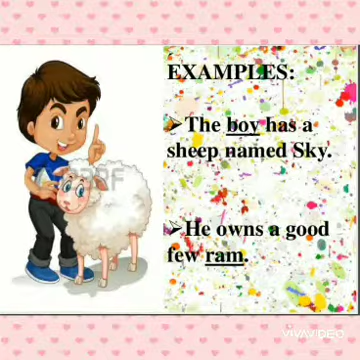 EXAMPLES:
➢The boy has a
sheep named Sky.
➢He owns a good
few ram.
VIVAVIDEO